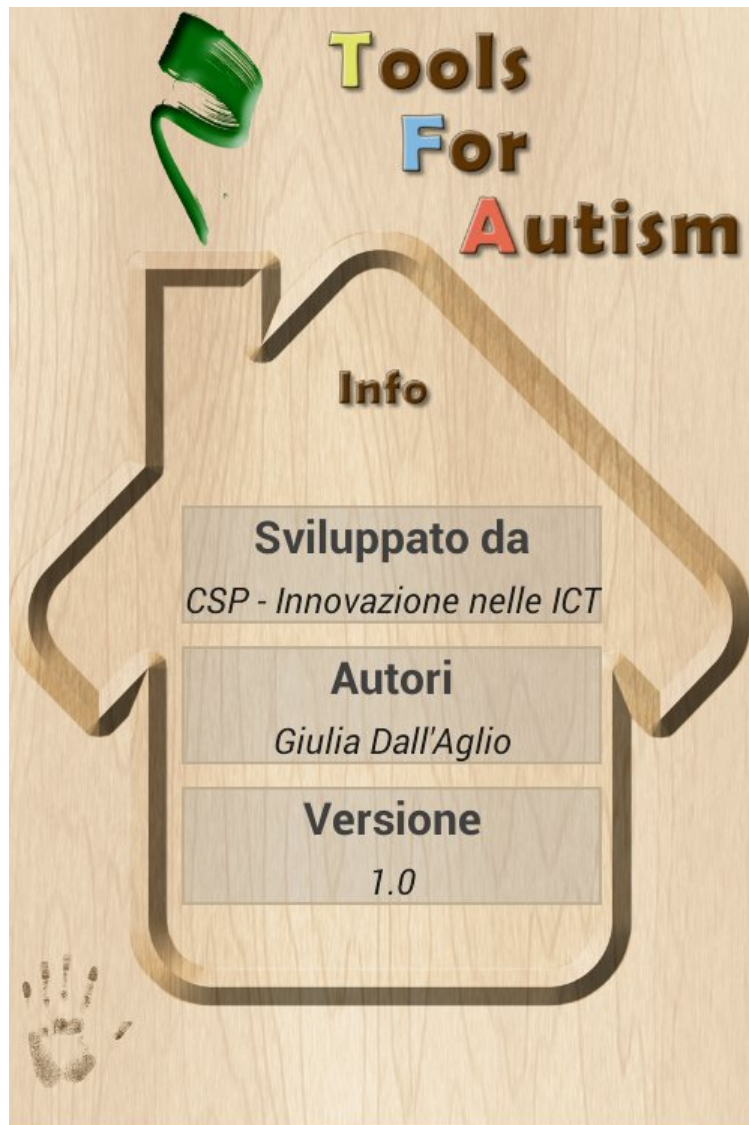 Tools
For
Autism
Info
Sviluppato da
CSP - Innovazione nelle ICT
Autori
Giulia Dall'Aglio
Versione
1.0